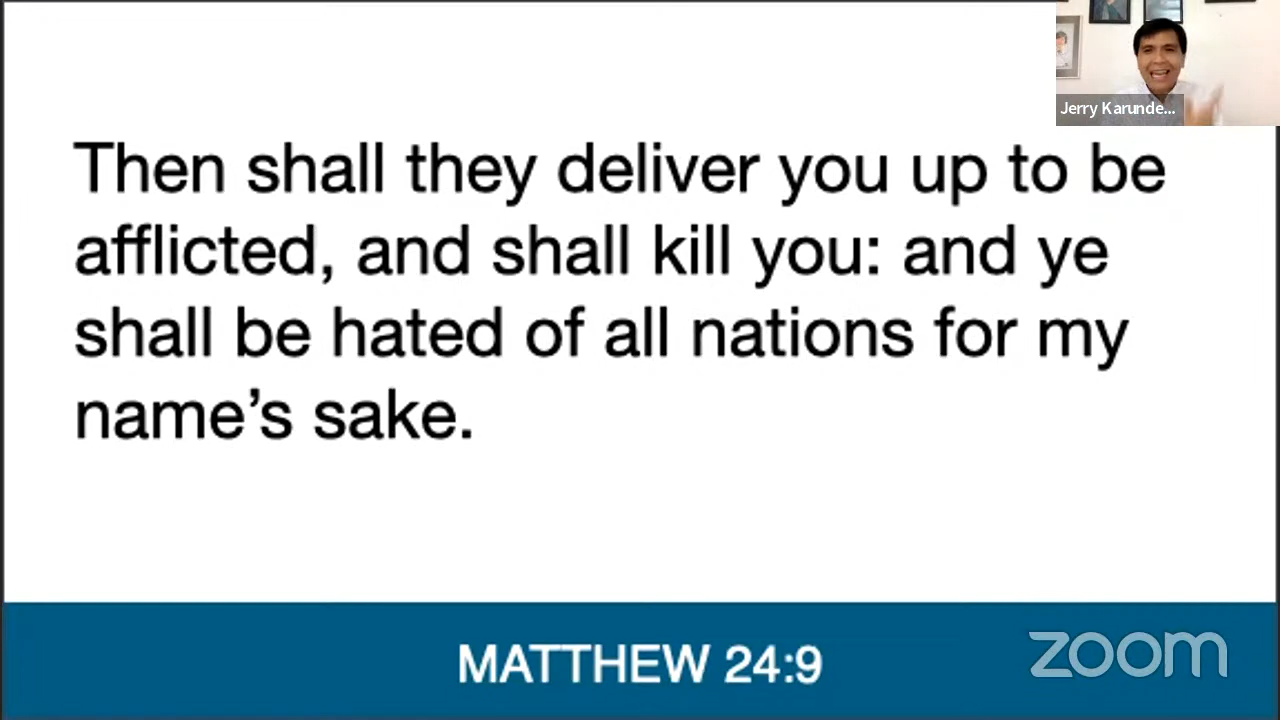 Jerry Karunde...
Then shall they deliver you up to be
afflicted, and shall kill you: and ye
shall be hated of all nations for my
name’s sake.
MATTHEW 24:9
zoom